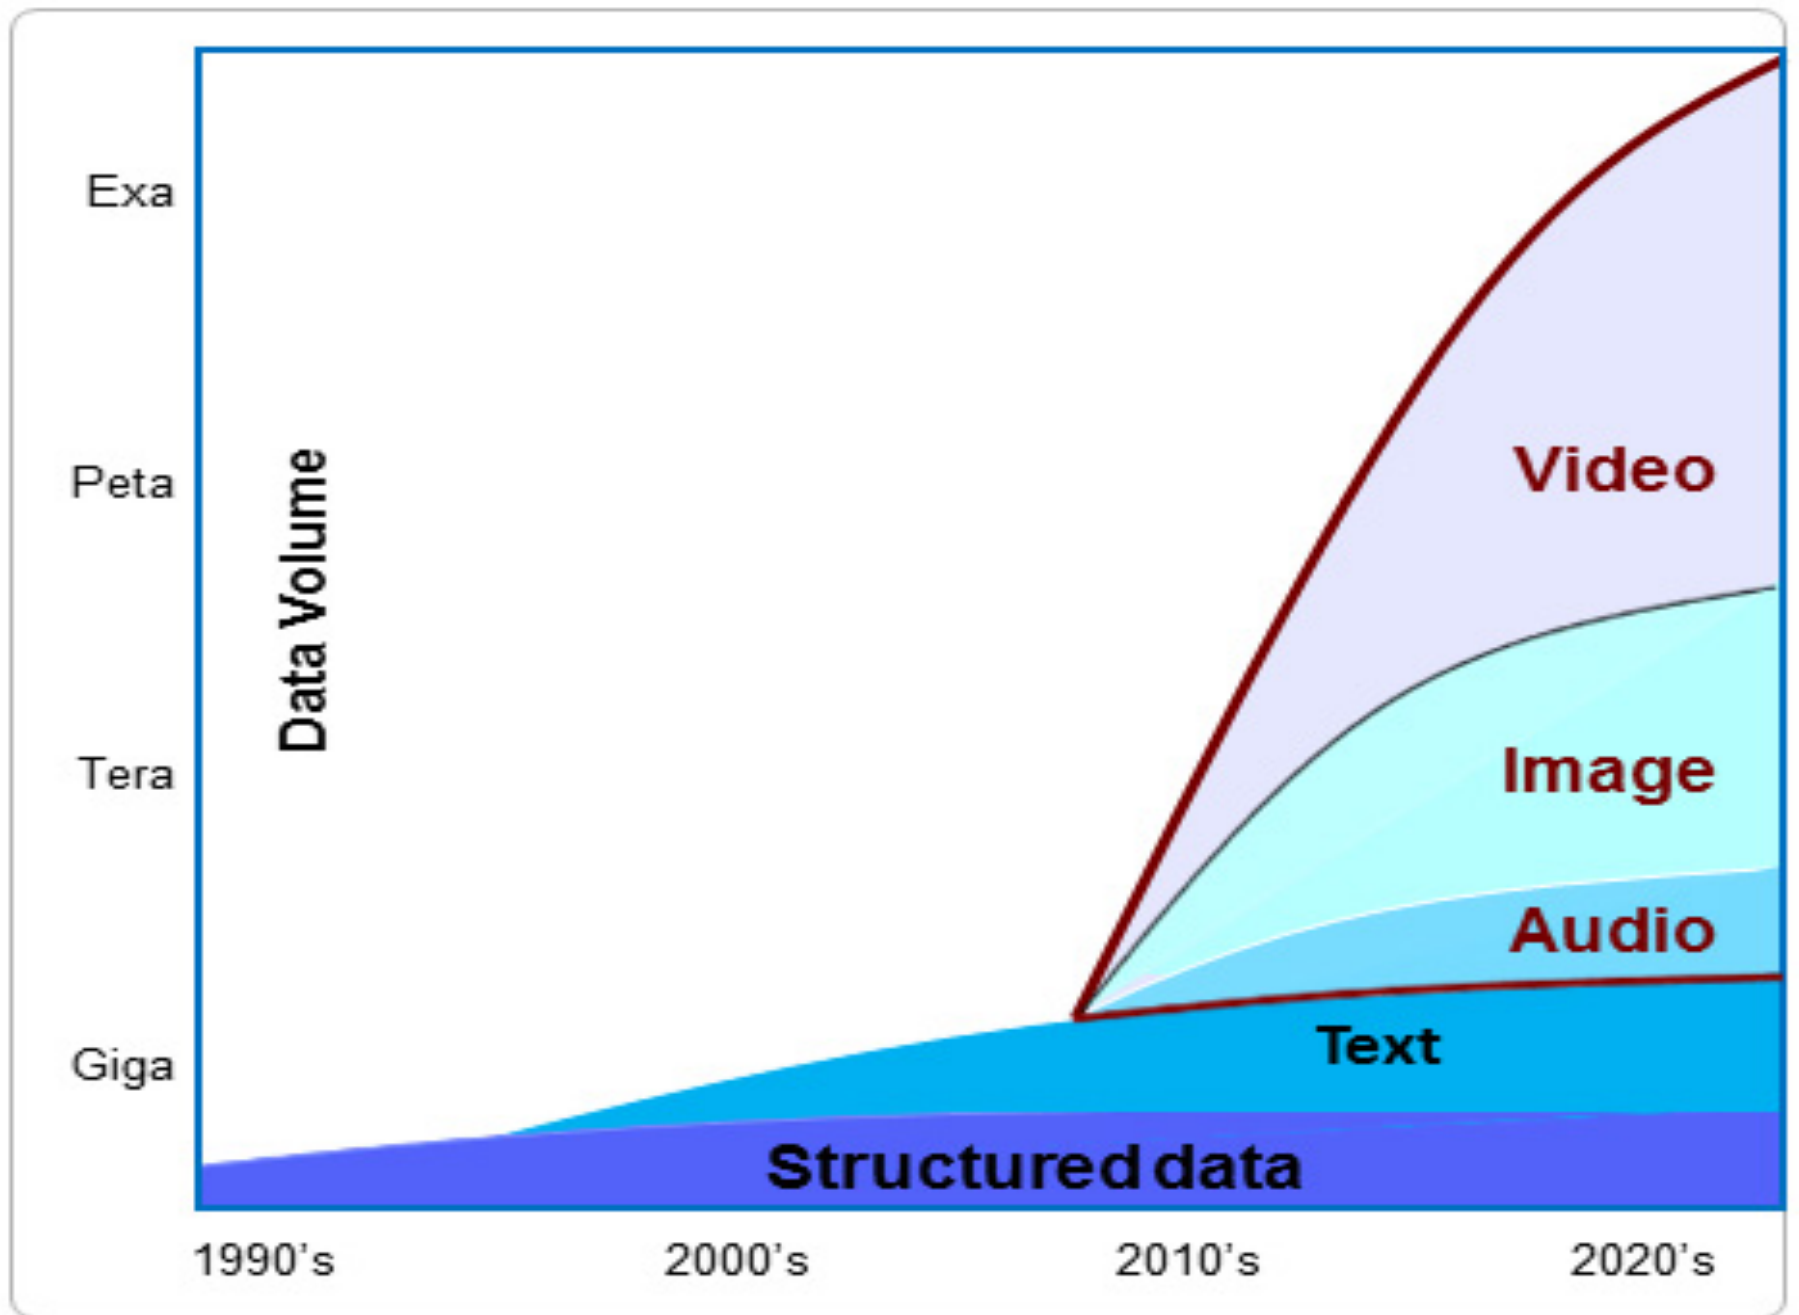 Exa
Peta
Tera
Giga
Data Volume
Video
Image
Audio
Text
Structured data
1990’s
2000’s
2010’s
2020’s